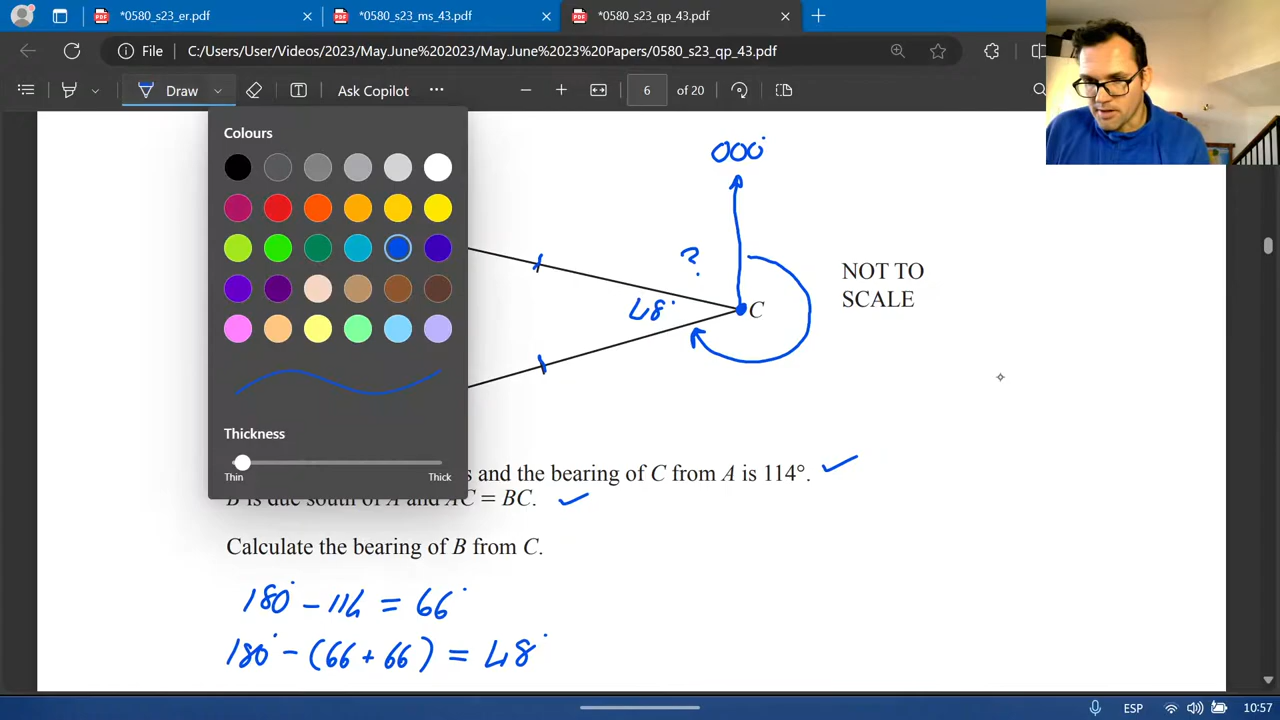 *0580_s23_er.pdf
*0580_s23_ms_43.pdf
*0580_s23_qp_43.pdf
File
C:/Users/User/Videos/2023/May.June%202023/May.June%2023%20Papers/0580_s23_qp_43.pdf
Draw
Ask Copilot
6 of 20
Colours
Thickness
Thin
Thick
000°
?
48°
C
NOT TO
SCALE
s and the bearing of C from A is 114°.
B is due south of A and AC = BC.
Calculate the bearing of B from C.
180° - 114 = 66°
180° - (66 + 66) = 48°
ESP
10:57